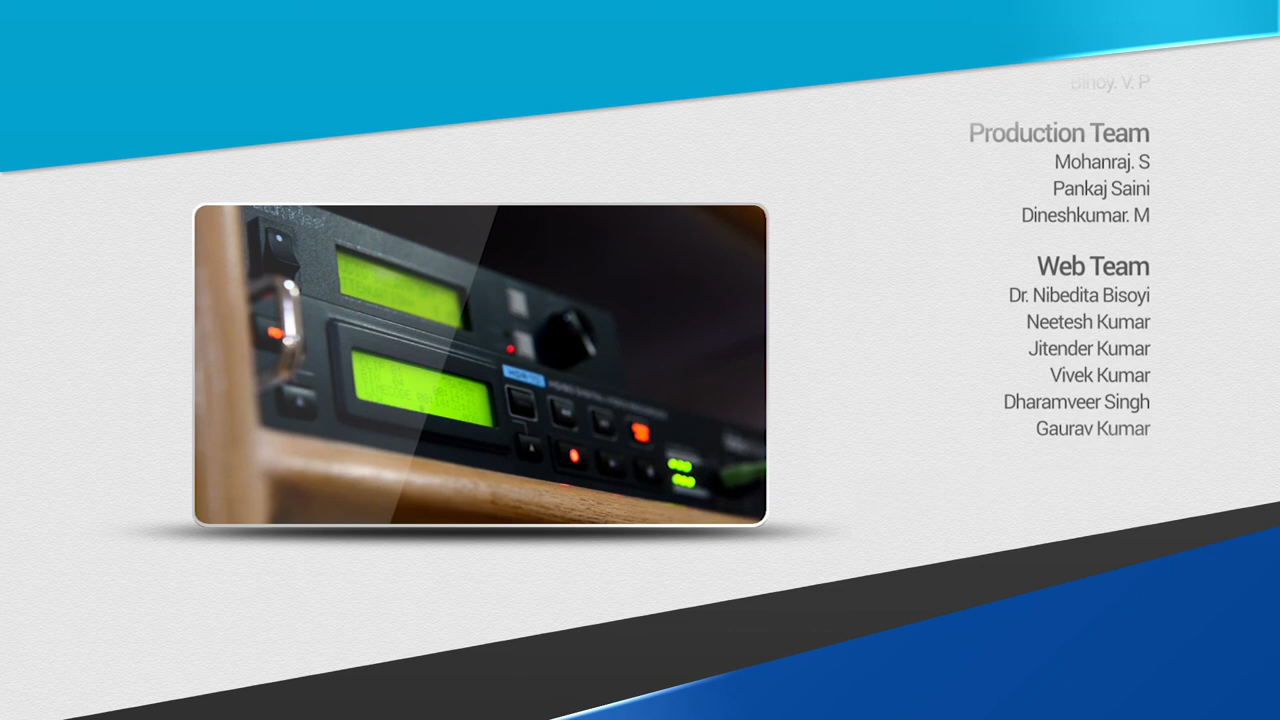 Binoy. V. P
Production Team
Mohanraj. S
Pankaj Saini
Dineshkumar. M
Web Team
Dr. Nibedita Bisoyi
Neetesh Kumar
Jitender Kumar
Vivek Kumar
Dharamveer Singh
Gaurav Kumar